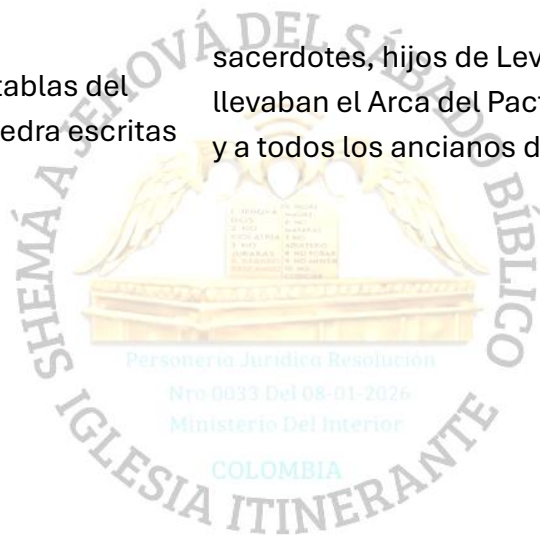 tablas del
edra escritas
sacerdotes, hijos de Lev
llevaban el Arca del Pact
y a todos los ancianos d
SHEMÁ A JEHOVÁ DEL SÁBADO BÍBLICO
Personería Jurídica Resolución
Nro 0033 Del 08-01-2026
Ministerio Del Interior
COLOMBIA
IGLESIA ITINERANTE